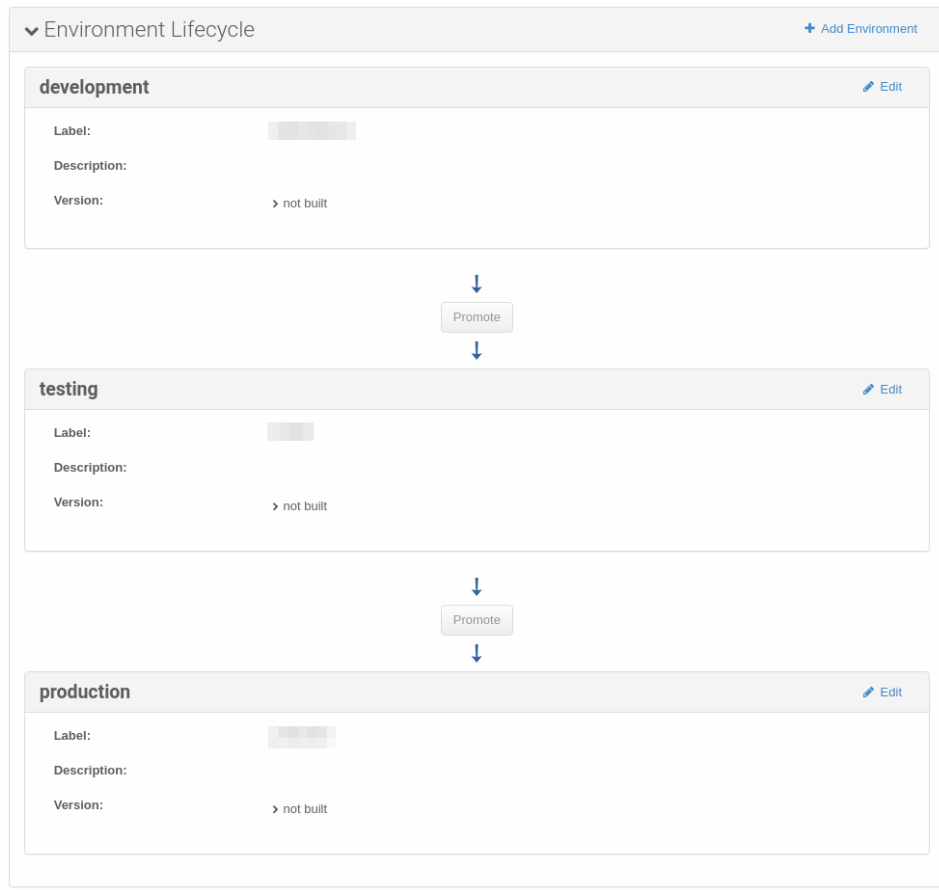 Environment Lifecycle
+ Add Environment
development
Edit
Label:
Description:
Version:
not built
Promote
testing
Edit
Label:
Description:
Version:
not built
Promote
production
Edit
Label:
Description:
Version:
not built